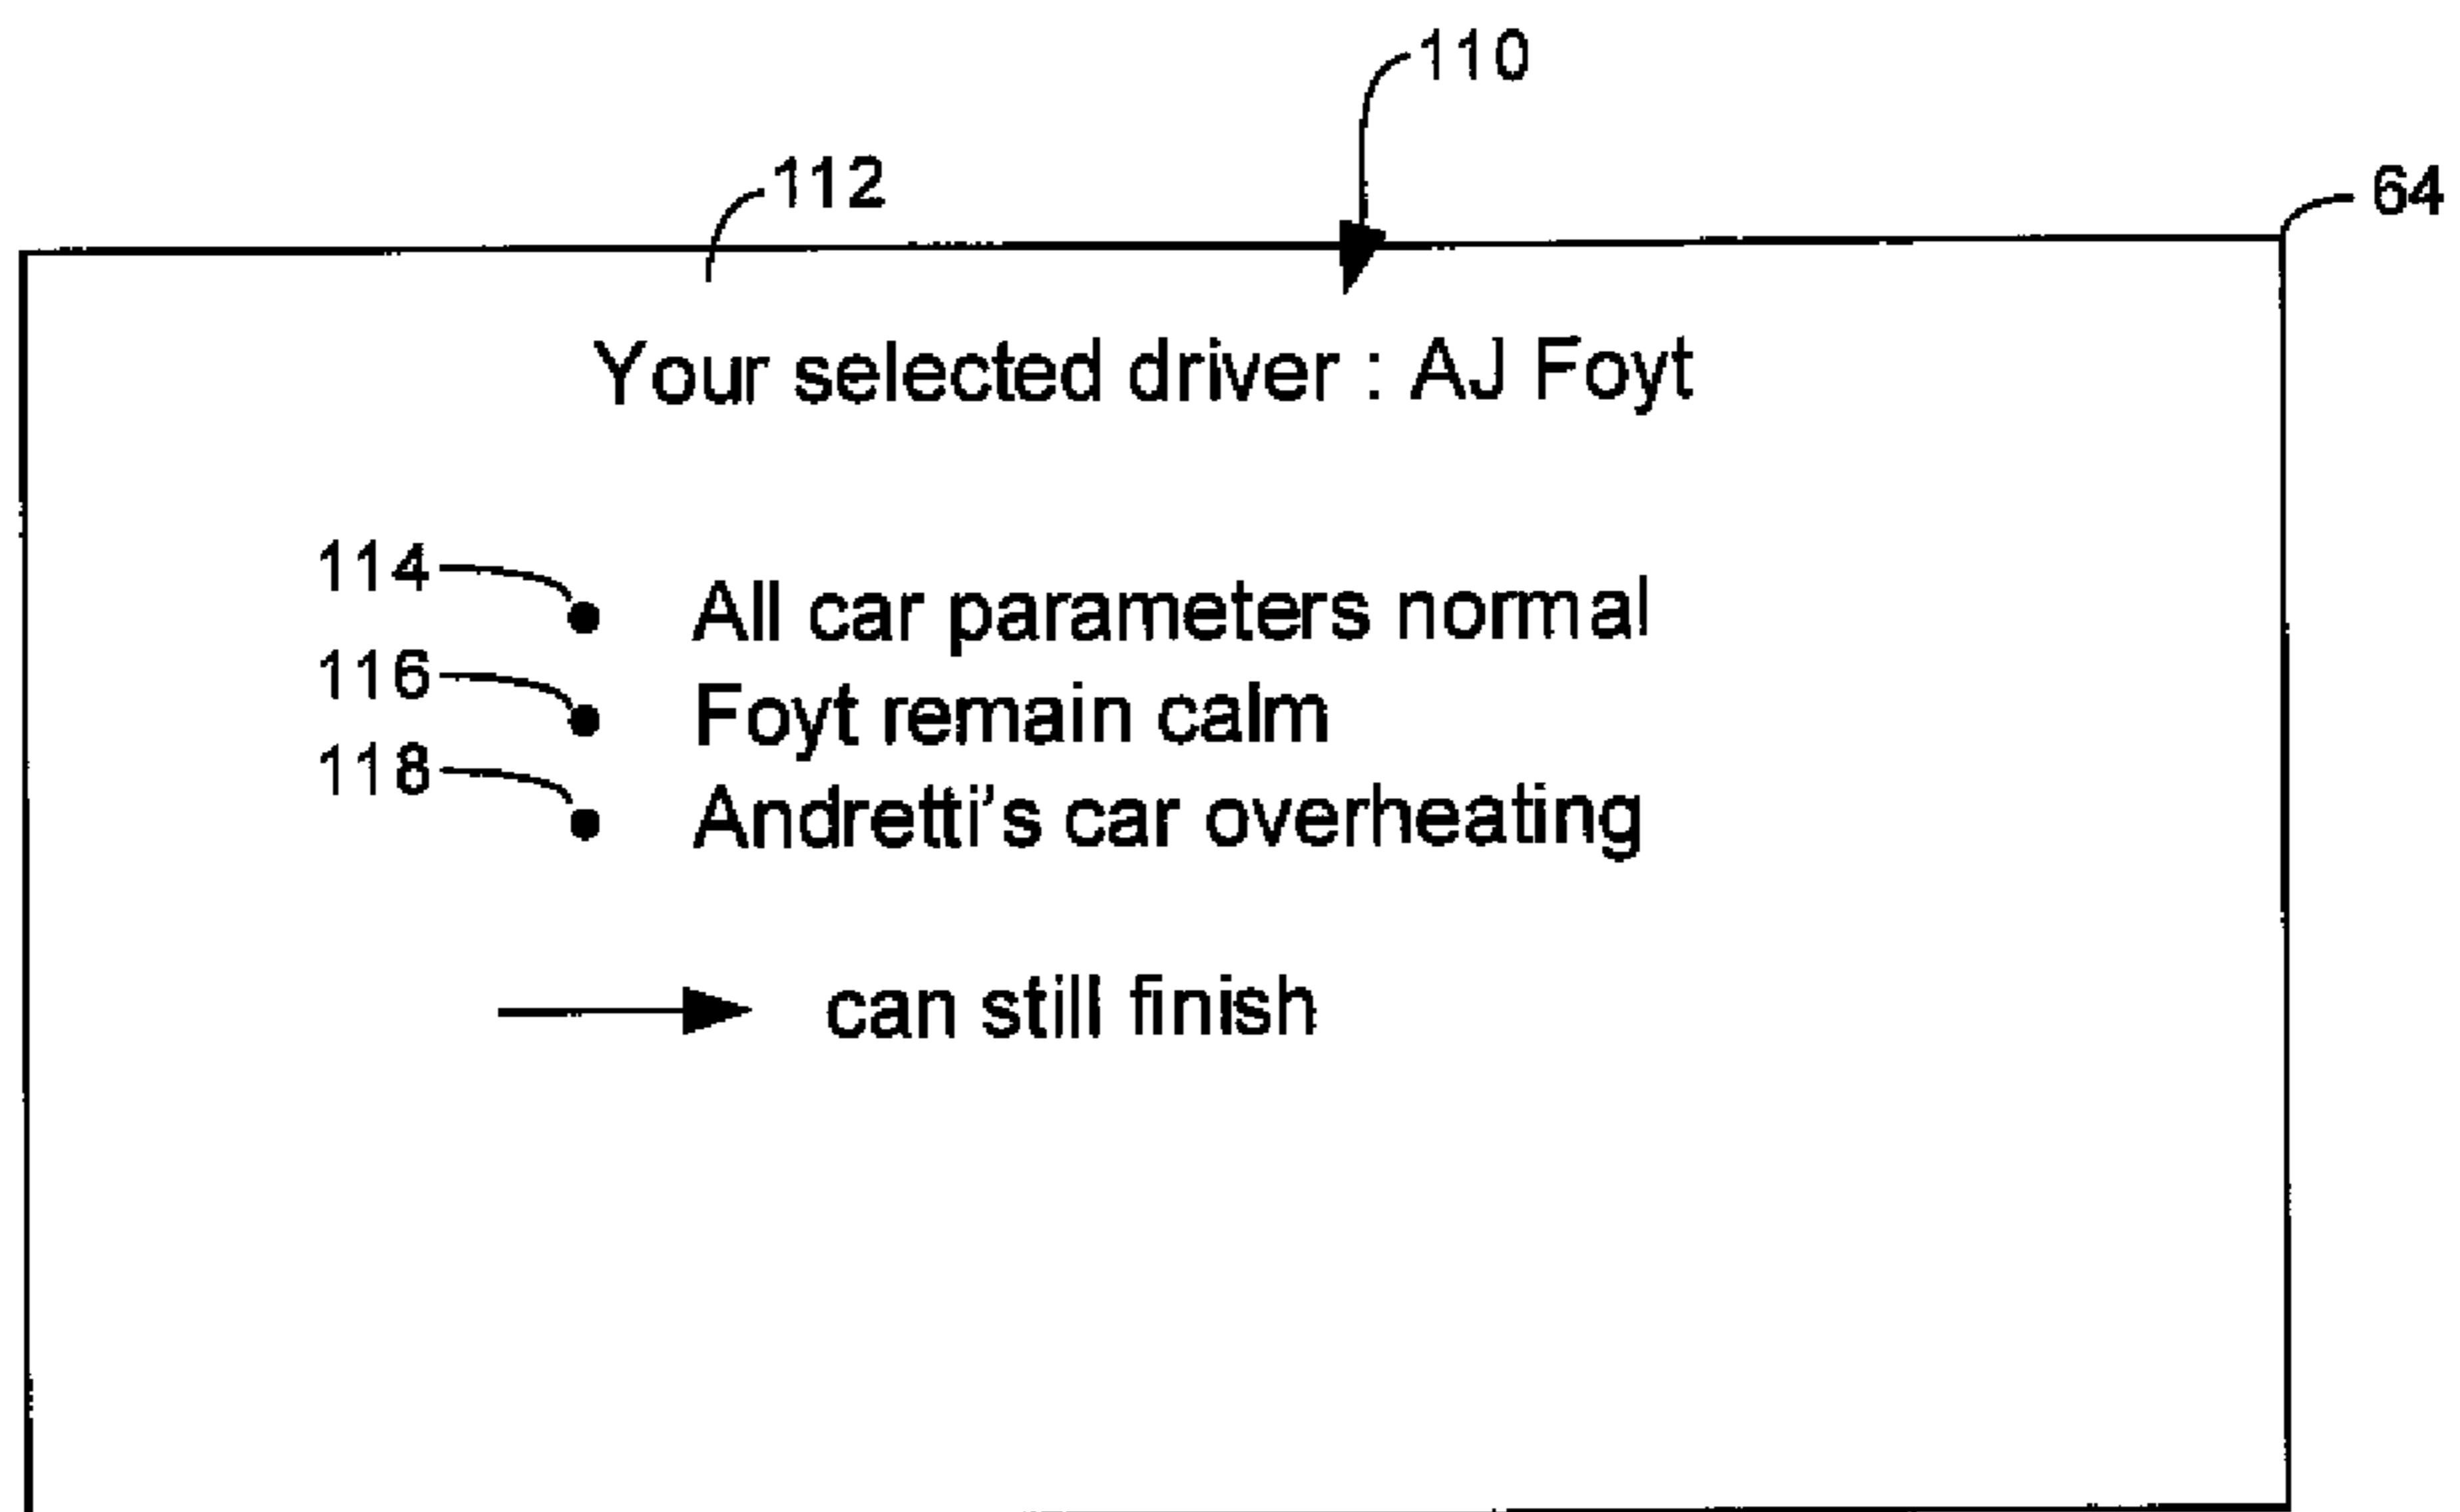 110
112
64
Your selected driver : AJ Foyt
114
All car parameters normal
116
Foyt remain calm
118
Andretti's car overheating
can still finish